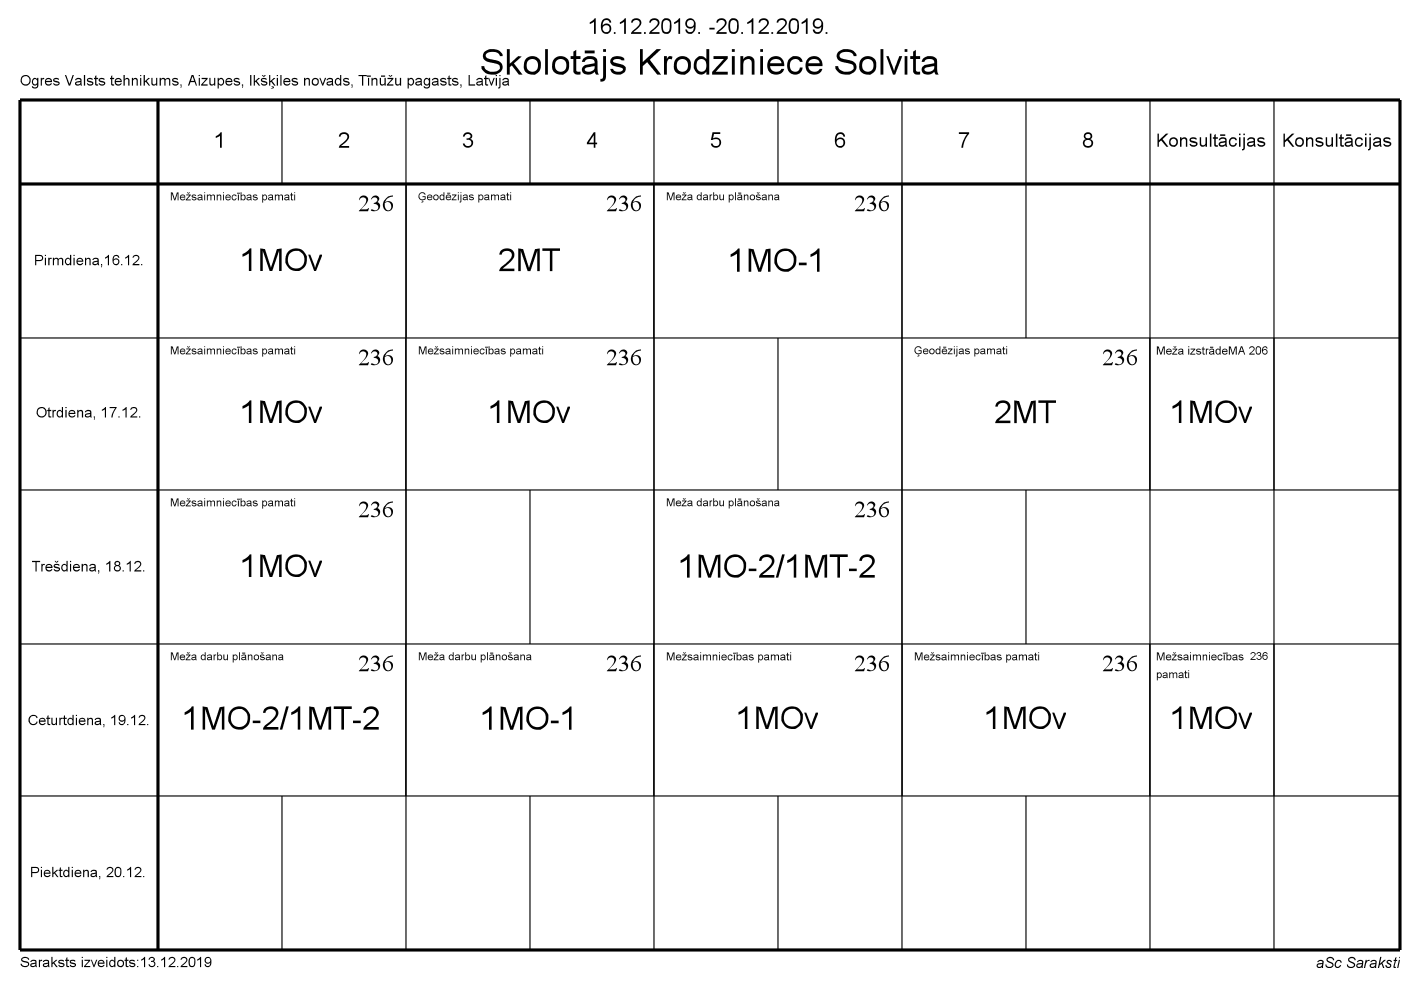 16.12.2019. -20.12.2019.
Skolotājs Krodziniece Solvita
Ogres Valsts tehnikums, Aizupes, Ikšķiles novads, Tīnūžu pagasts, Latvija
1 2 3 4 5 6 7 8 Konsultācijas Konsultācijas
Mežsaimniecības pamati 236 Ģeodēzijas pamati 236 Meža darbu plānošana 236
Pirmdiena,16.12. 1MOv 2MT 1MO-1
Mežsaimniecības pamati 236 Mežsaimniecības pamati 236 Ģeodēzijas pamati 236 Meža izstrādeMA 206
Otrdiena, 17.12. 1MOv 1MOv 2MT 1MOv
Mežsaimniecības pamati 236 Meža darbu plānošana 236
Trešdiena, 18.12. 1MOv 1MO-2/1MT-2
Meža darbu plānošana 236 Meža darbu plānošana 236 Mežsaimniecības pamati 236 Mežsaimniecības pamati 236 Mežsaimniecības 236
pamati
Ceturtdiena, 19.12. 1MO-2/1MT-2 1MO-1 1MOv 1MOv 1MOv
Piektdiena, 20.12.
Saraksts izveidots:13.12.2019 aSc Saraksti